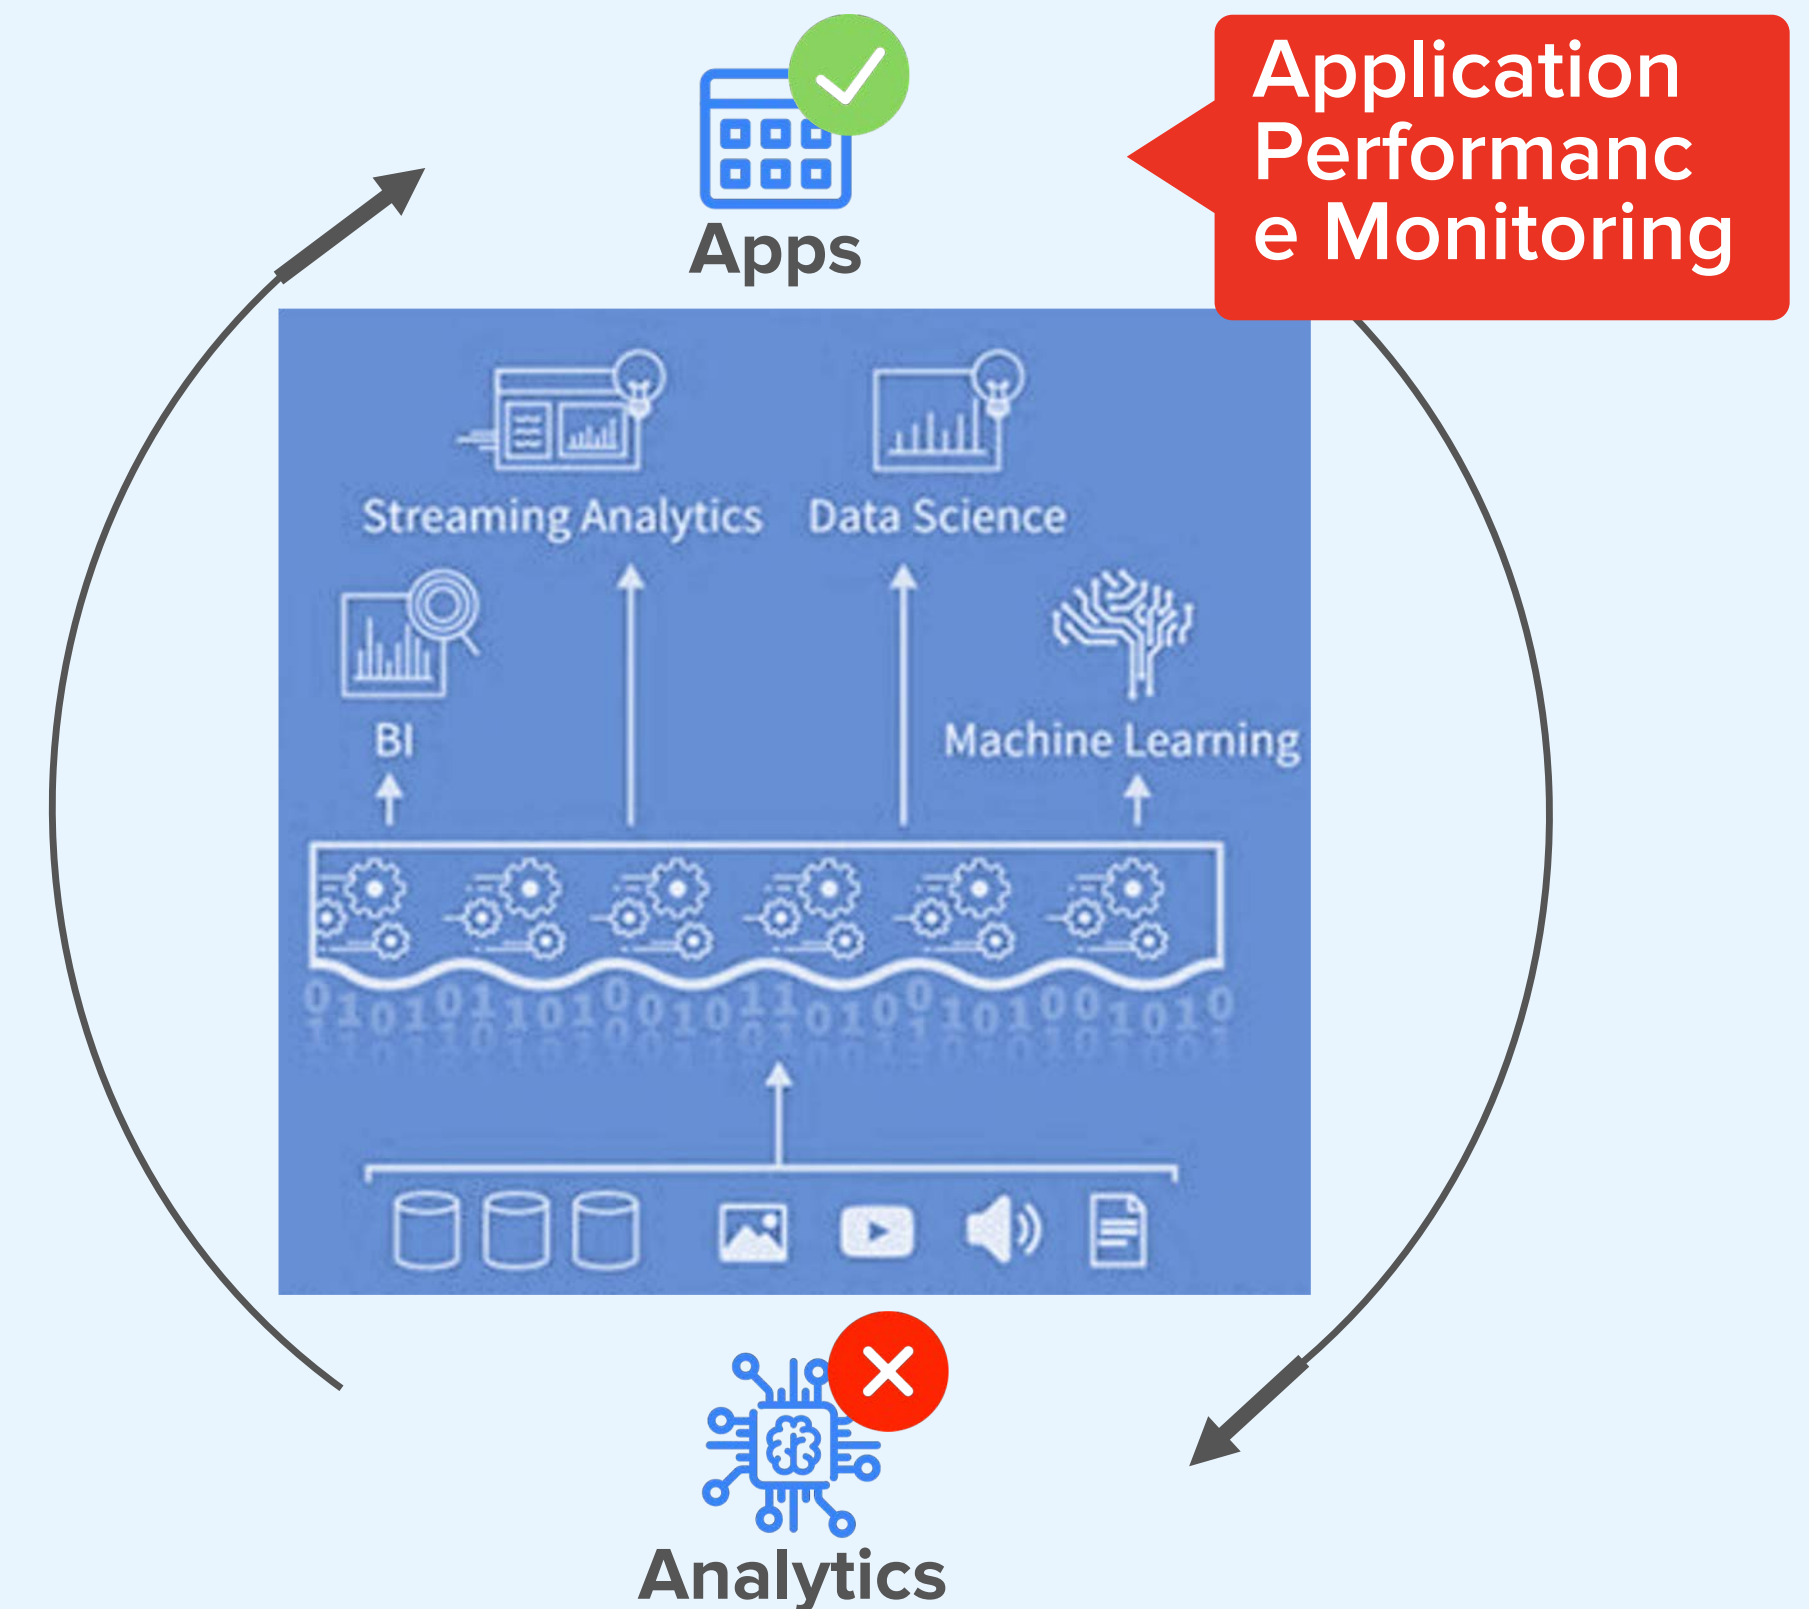 Application
Performanc
e Monitoring
Apps
Streaming Analytics
Data Science
BI
Machine Learning
Analytics